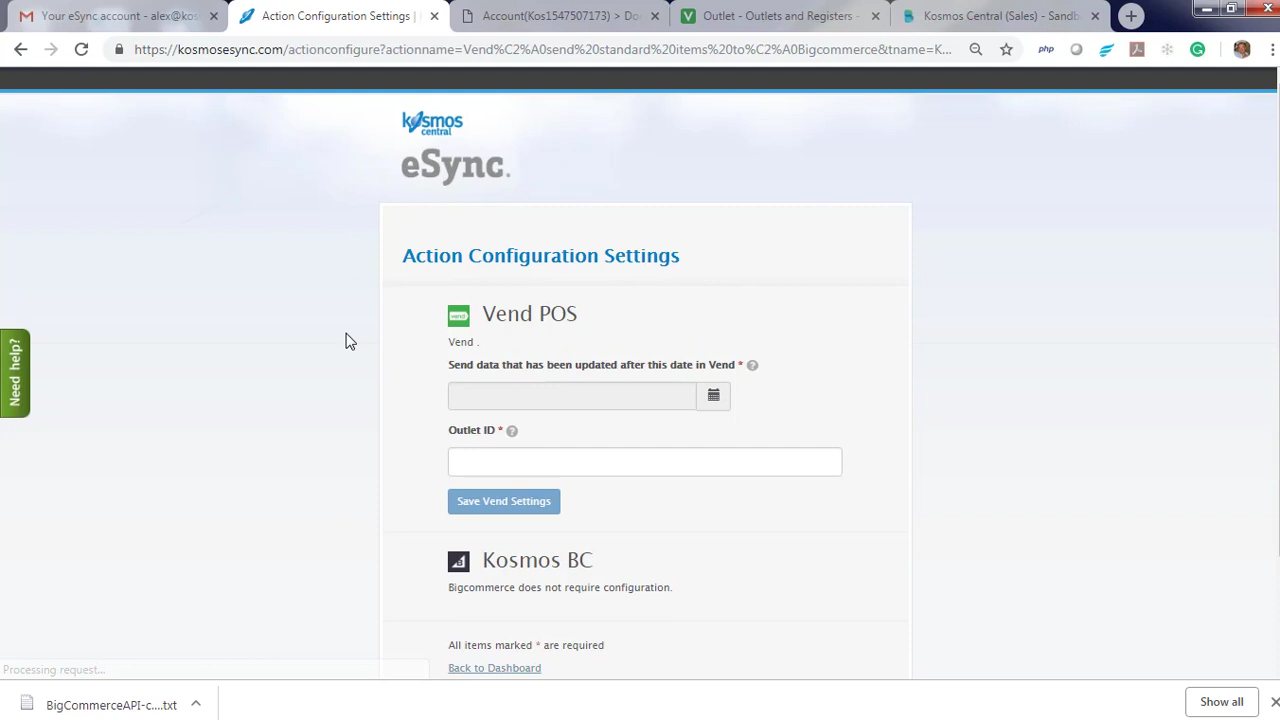 Your eSync account - alex@kos
Action Configuration Settings |
Account(Kos1547507173) > Do
Outlet - Outlets and Registers -
Kosmos Central (Sales) - Sandb
https://kosmosesync.com/actionconfigure?actionname=Vend%C2%A0send%20standard%20items%20to%C2%A0Bigcommerce&tname=K...
php
kosmos
central
eSync.
Action Configuration Settings
vend
Vend POS
Vend .
Send data that has been updated after this date in Vend * ?
Outlet ID * ?
Save Vend Settings
Kosmos BC
Bigcommerce does not require configuration.
All items marked * are required
Back to Dashboard
Need help?
Processing request...
BigCommerceAPI-c....txt
Show all